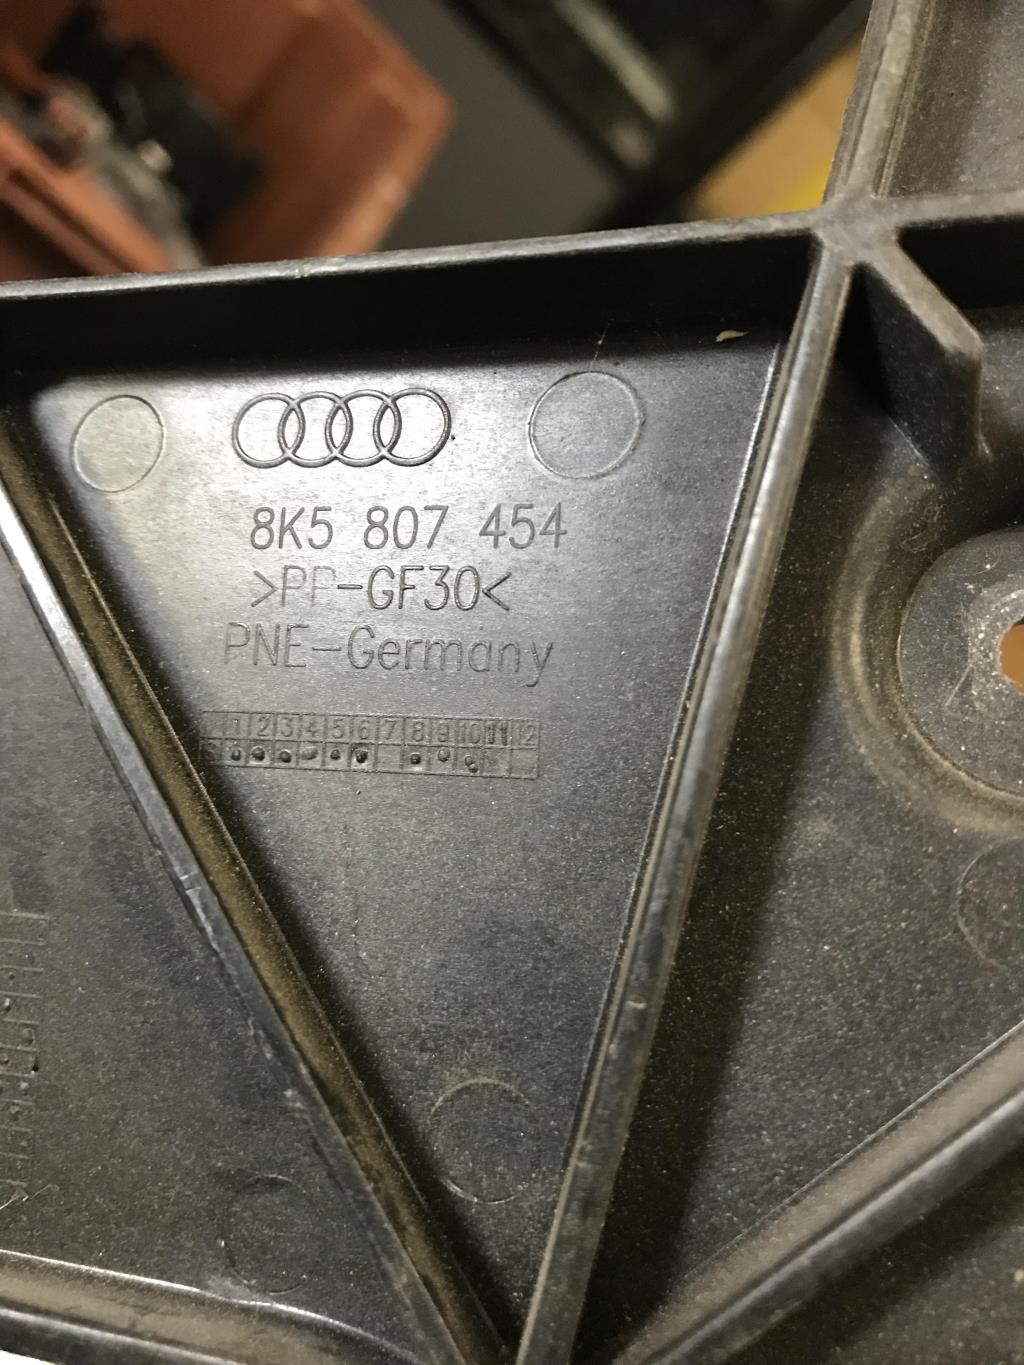 8K5 807 454
>PP-GF30<
PNE-Germany
1 2 3 4 5 6 7 8 9 10 11 12